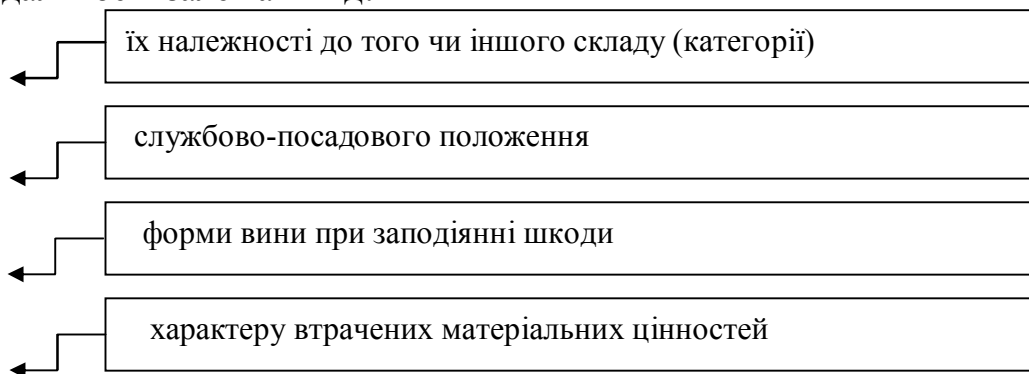 їх належності до того чи іншого складу (категорії)
службово-посадового положення
форми вини при заподіянні шкоди
характеру втрачених матеріальних цінностей